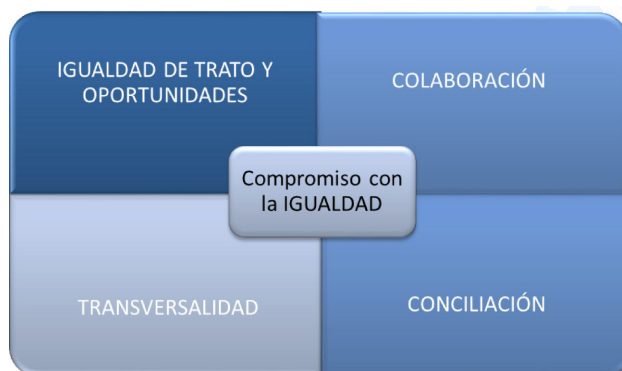 IGUALDAD DE TRATO Y
OPORTUNIDADES
COLABORACIÓN
Compromiso con
la IGUALDAD
TRANSVERSALIDAD
CONCILIACIÓN